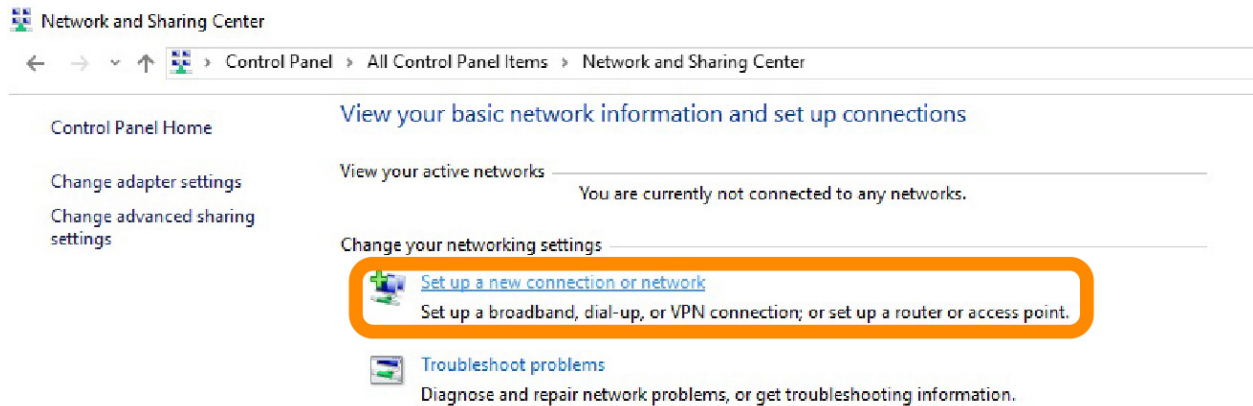 Network and Sharing Center
Control Panel > All Control Panel Items > Network and Sharing Center
Control Panel Home
Change adapter settings
Change advanced sharing
settings
View your basic network information and set up connections
View your active networks
You are currently not connected to any networks.
Change your networking settings
Set up a new connection or network
Set up a broadband, dial-up, or VPN connection; or set up a router or access point.
Troubleshoot problems
Diagnose and repair network problems, or get troubleshooting information.